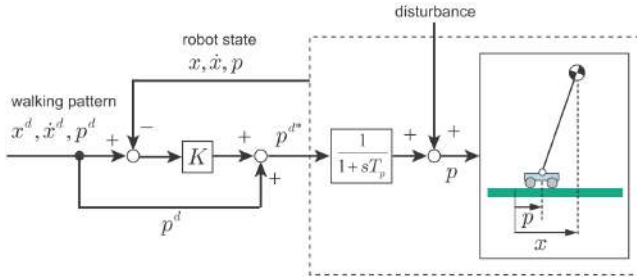 disturbance
robot state
x, ẋ, p
walking pattern
x^d, ẋ^d, p^d
+
−
K
+
+
p^{d*}
1
1+sT_p
+
+
p
p^d
p
x